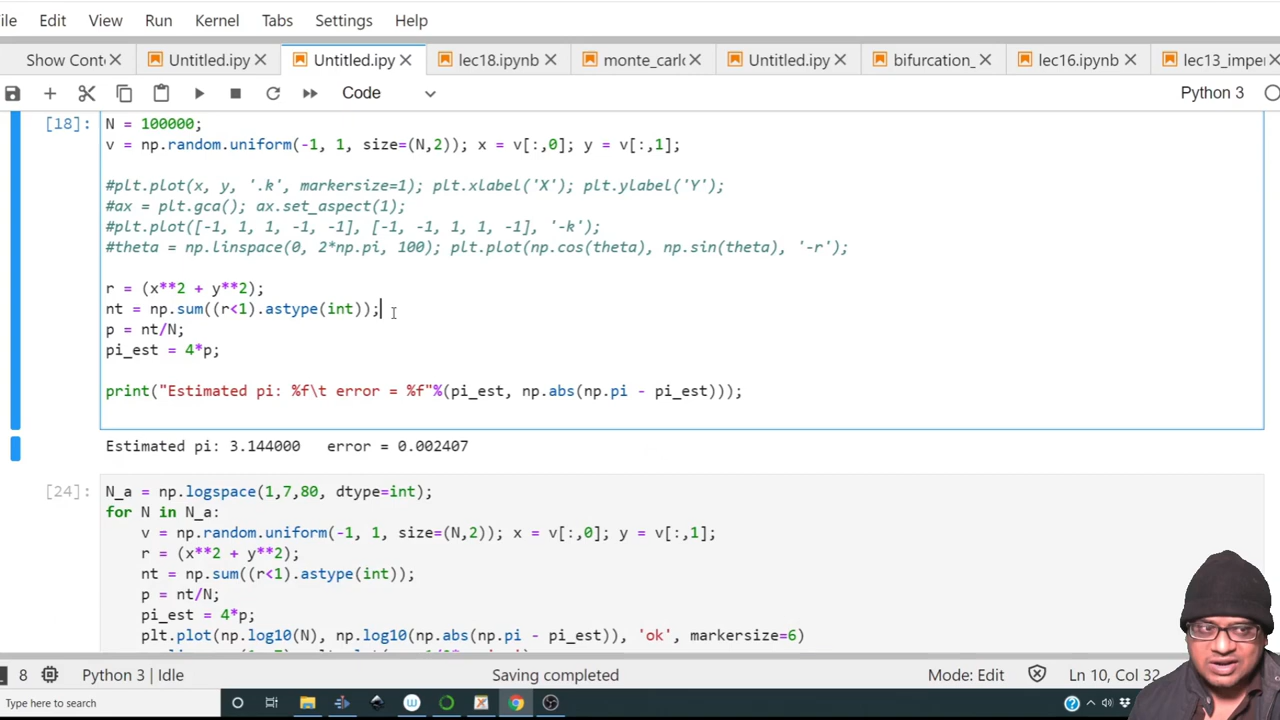 ile Edit View Run Kernel Tabs Settings Help
Show Cont Untitled.ipy Untitled.ipy lec18.ipynb monte_carlo Untitled.ipy bifurcation_ lec16.ipynb lec13_impe
Code Python 3
[18]: N = 100000;
v = np.random.uniform(-1, 1, size=(N,2)); x = v[:,0]; y = v[:,1];
#plt.plot(x, y, '.k', markersize=1); plt.xlabel('X'); plt.ylabel('Y');
#ax = plt.gca(); ax.set_aspect(1);
#plt.plot([-1, 1, 1, -1, -1], [-1, -1, 1, 1, -1], '-k');
#theta = np.linspace(0, 2*np.pi, 100); plt.plot(np.cos(theta), np.sin(theta), '-r');
r = (x**2 + y**2);
nt = np.sum((r<1).astype(int));
p = nt/N;
pi_est = 4*p;
print("Estimated pi: %f\t error = %f"%(pi_est, np.abs(np.pi - pi_est)));
Estimated pi: 3.144000 error = 0.002407
[24]: N_a = np.logspace(1,7,80, dtype=int);
for N in N_a:
v = np.random.uniform(-1, 1, size=(N,2)); x = v[:,0]; y = v[:,1];
r = (x**2 + y**2);
nt = np.sum((r<1).astype(int));
p = nt/N;
pi_est = 4*p;
plt.plot(np.log10(N), np.log10(np.abs(np.pi - pi_est)), 'ok', markersize=6)
8 Python 3 | Idle Saving completed Mode: Edit Ln 10, Col 32
Type here to search